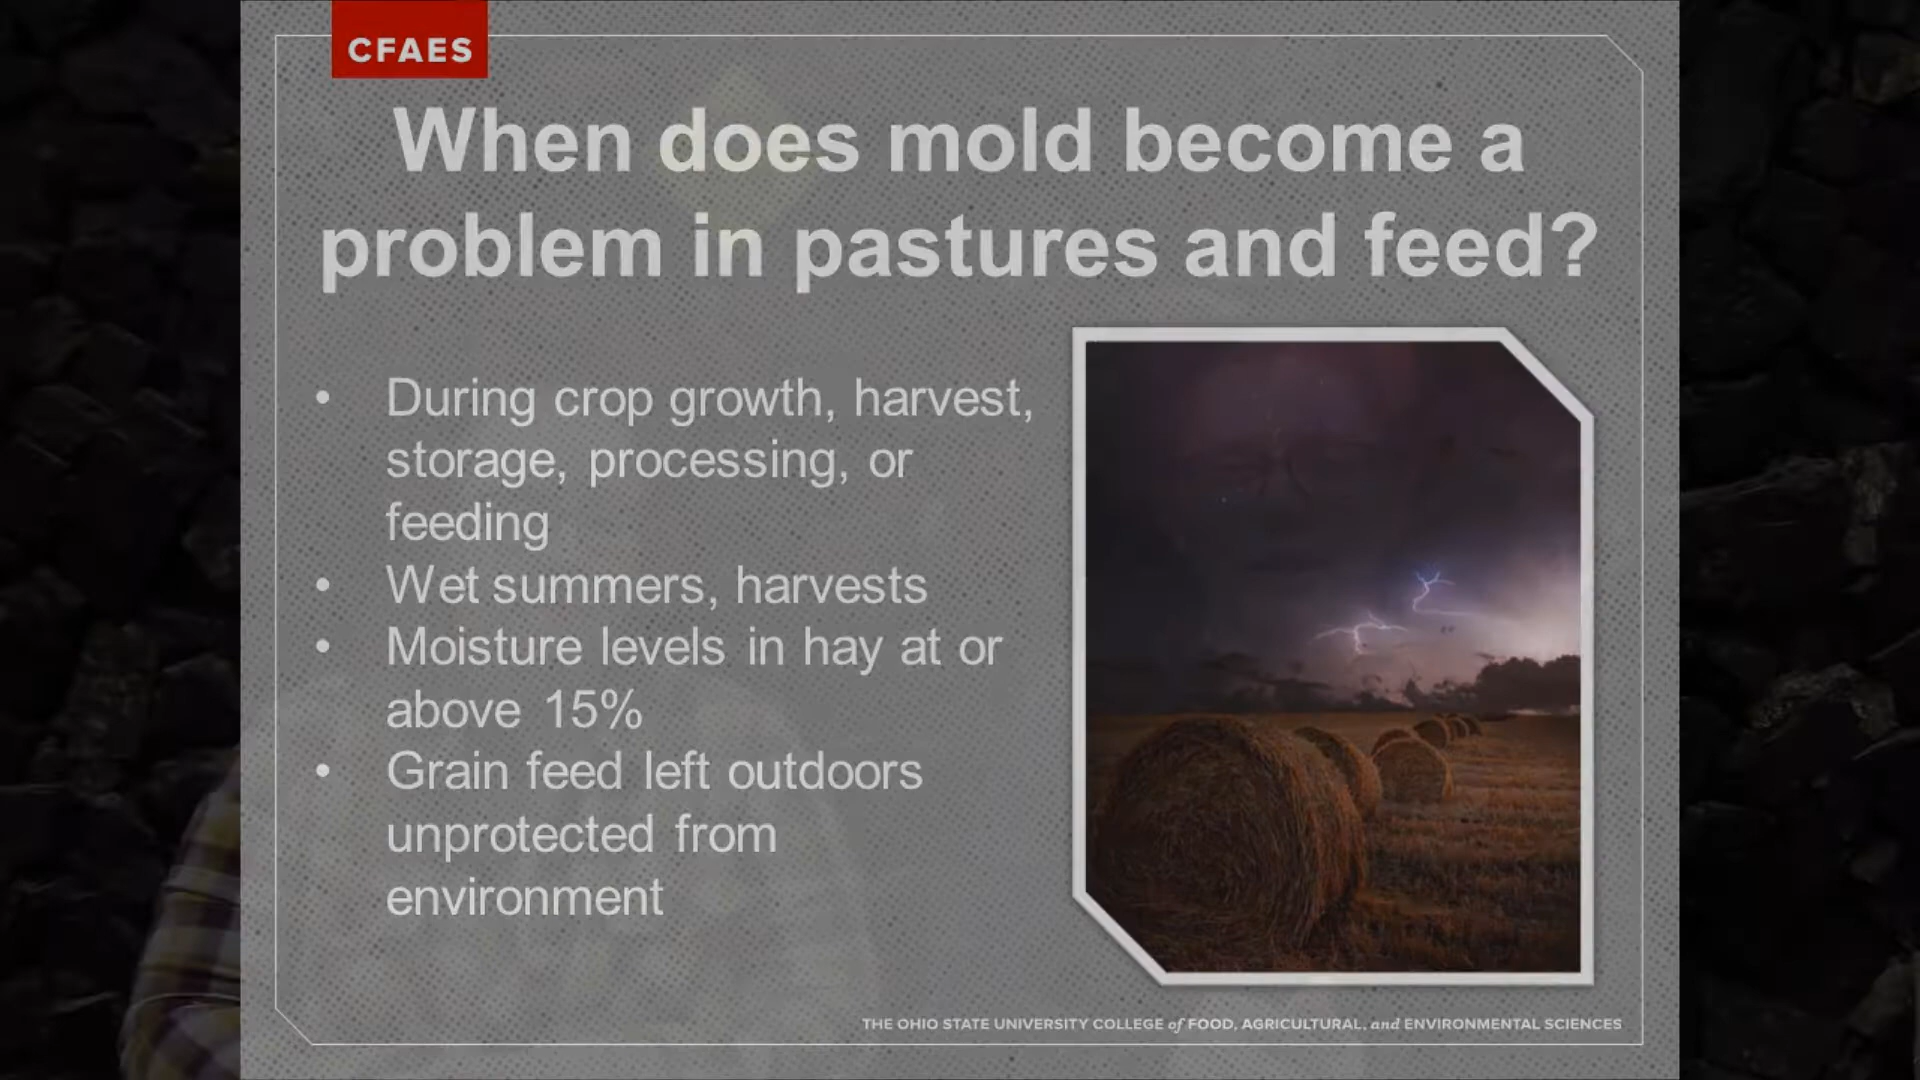 CFAES
When does mold become a
problem in pastures and feed?
• During crop growth, harvest,
storage, processing, or
feeding
• Wet summers, harvests
• Moisture levels in hay at or
above 15%
• Grain feed left outdoors
unprotected from
environment
THE OHIO STATE UNIVERSITY COLLEGE of FOOD, AGRICULTURAL, and ENVIRONMENTAL SCIENCES